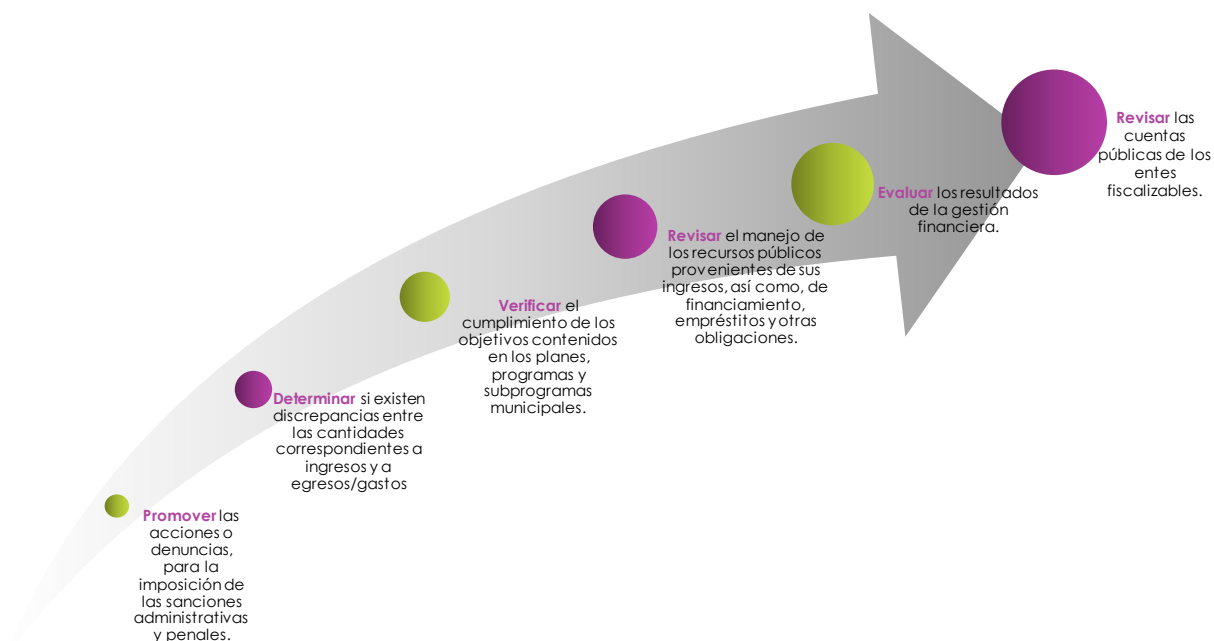 Promover las
acciones o
denuncias,
para la
imposición de
las sanciones
administrativas
y penales.
Determinar si existen
discrepancias entre
las cantidades
correspondientes a
ingresos y a
egresos/gastos
Verificar el
cumplimiento de los
objetivos contenidos
en los planes,
programas y
subprogramas
municipales.
Revisar el manejo de
los recursos públicos
provenientes de sus
ingresos, así como, de
financiamiento,
empréstitos y otras
obligaciones.
Evaluar los resultados
de la gestión
financiera.
Revisar las
cuentas
públicas de los
entes
fiscalizables.